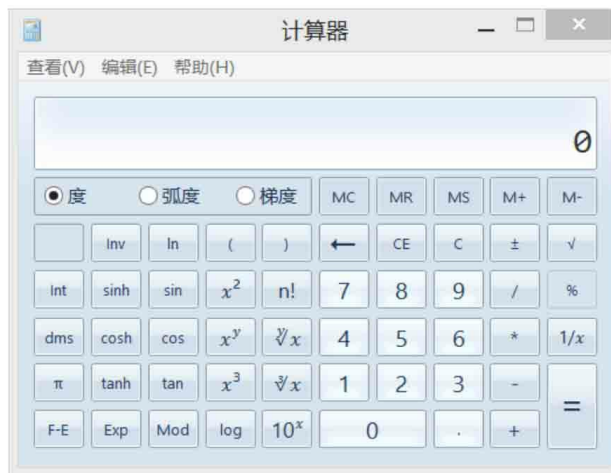 计算器
查看(V) 编辑(E) 帮助(H)
0
度 弧度 梯度 MC MR MS M+ M-
Inv ln ( ) ← CE C ± √
Int sinh sin x² n! 7 8 9 / %
dms cosh cos xʸ ʸ√x 4 5 6 * 1/x
π tanh tan x³ ³√x 1 2 3 - =
F-E Exp Mod log 10ˣ 0 . +